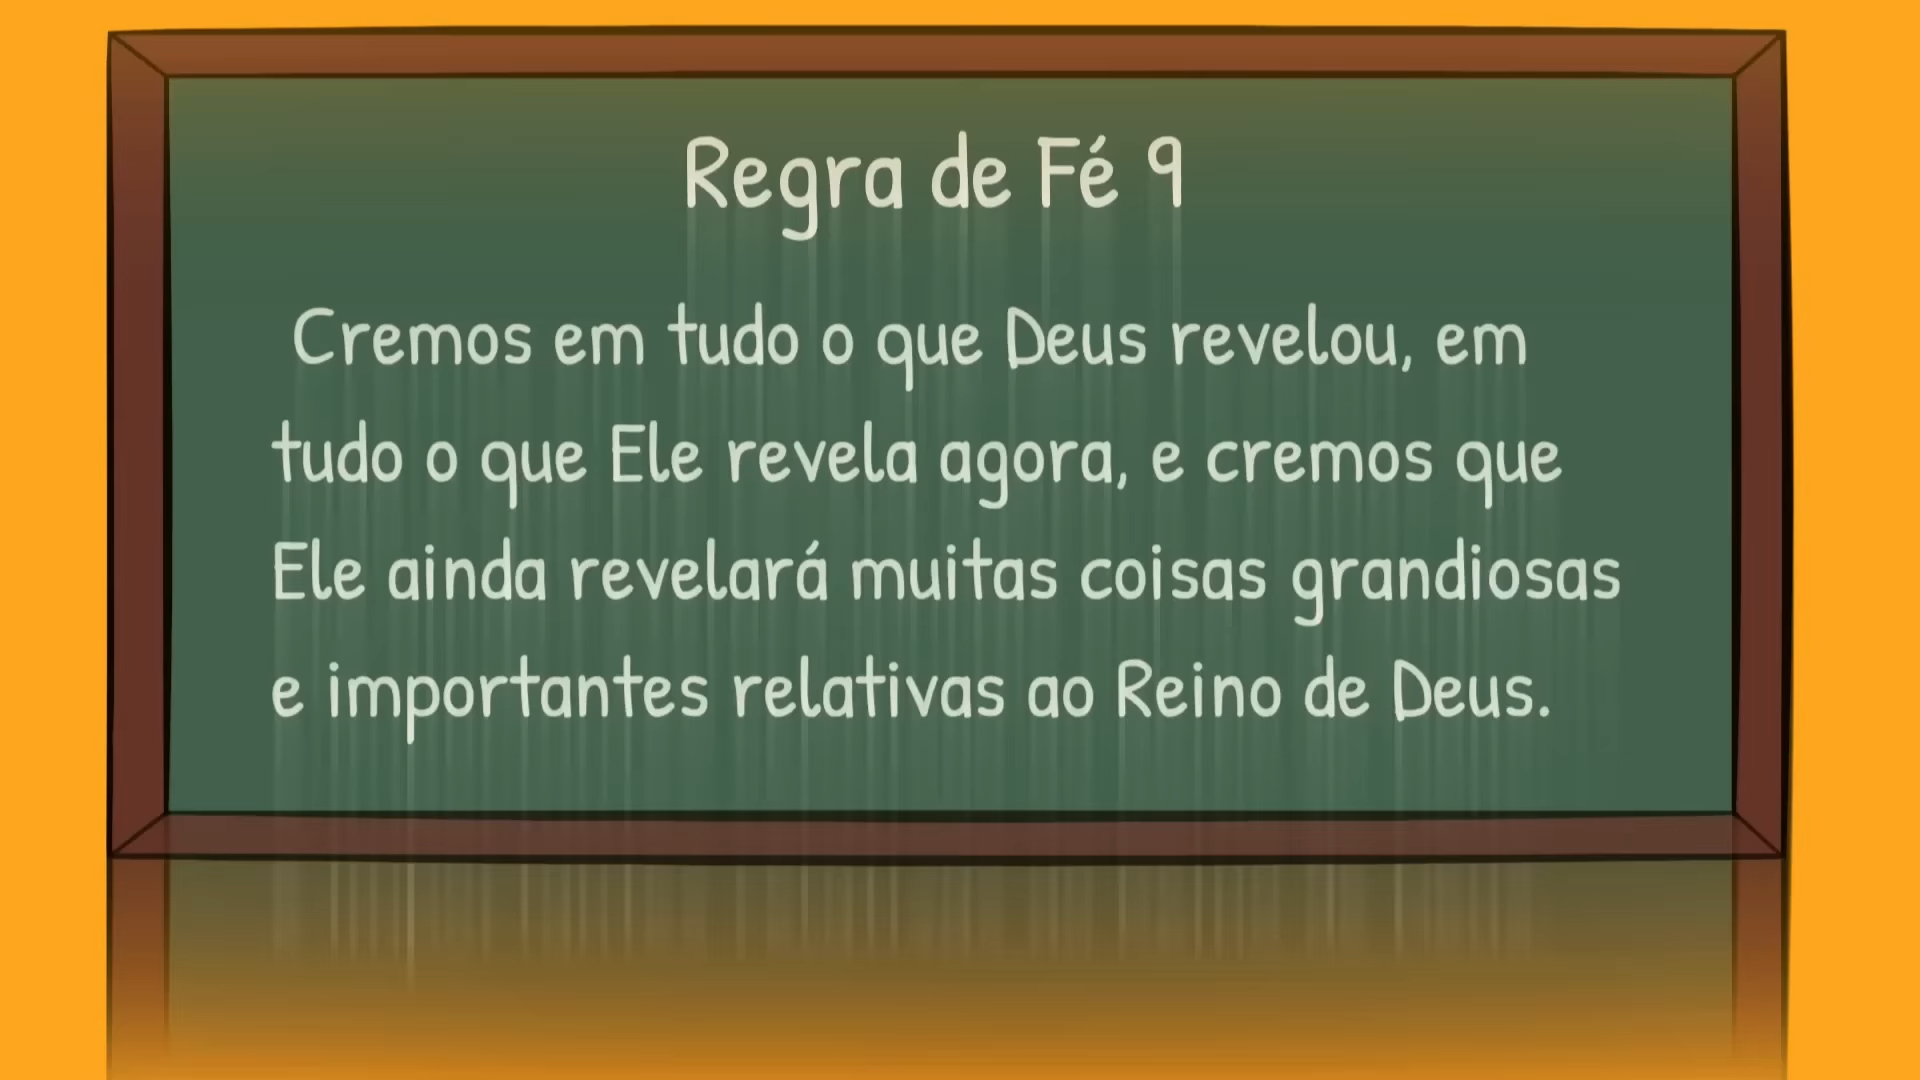 Regra de Fé 9
Cremos em tudo o que Deus revelou, em
tudo o que Ele revela agora, e cremos que
Ele ainda revelará muitas coisas grandiosas
e importantes relativas ao Reino de Deus.